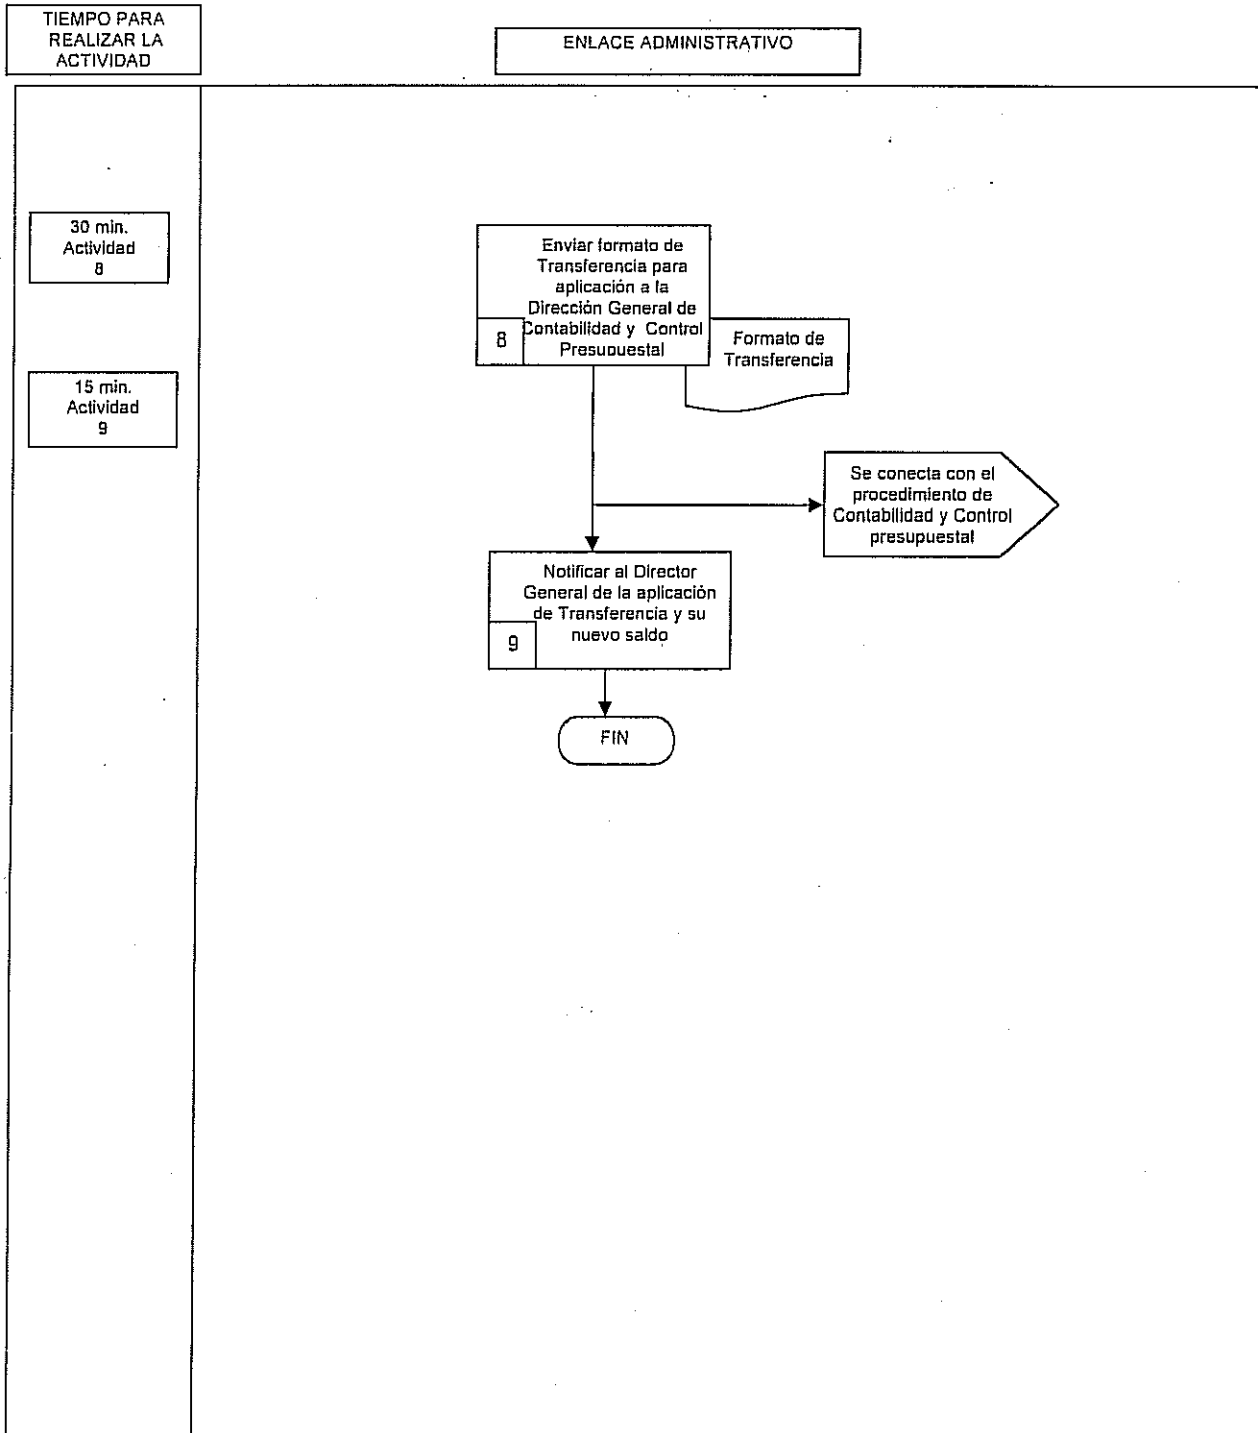 TIEMPO PARA
REALIZAR LA
ACTIVIDAD
ENLACE ADMINISTRATIVO
30 min.
Actividad
8
Enviar formato de
Transferencia para
aplicación a la
Dirección General de
Contabilidad y Control
Presupuestal
8
Formato de
Transferencia
15 min.
Actividad
9
Se conecta con el
procedimiento de
Contabilidad y Control
presupuestal
Notificar al Director
General de la aplicación
de Transferencia y su
nuevo saldo
9
FIN